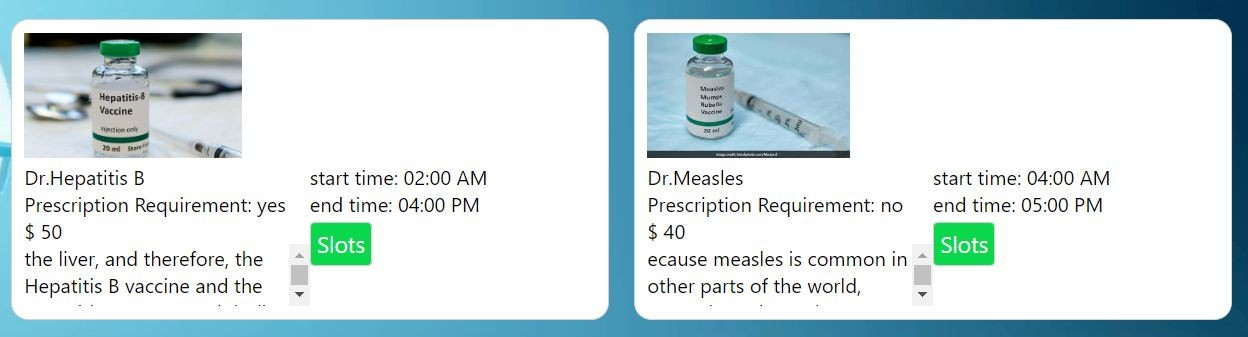 Hepatitis-B
Vaccine
Injection only
20 ml
Dr.Hepatitis B
Prescription Requirement: yes
$ 50
the liver, and therefore, the
Hepatitis B vaccine and the
start time: 02:00 AM
end time: 04:00 PM
Slots
Measles
Mumps
Rubella
Vaccine
20 ml
Dr.Measles
Prescription Requirement: no
$ 40
ecause measles is common in
other parts of the world,
start time: 04:00 AM
end time: 05:00 PM
Slots